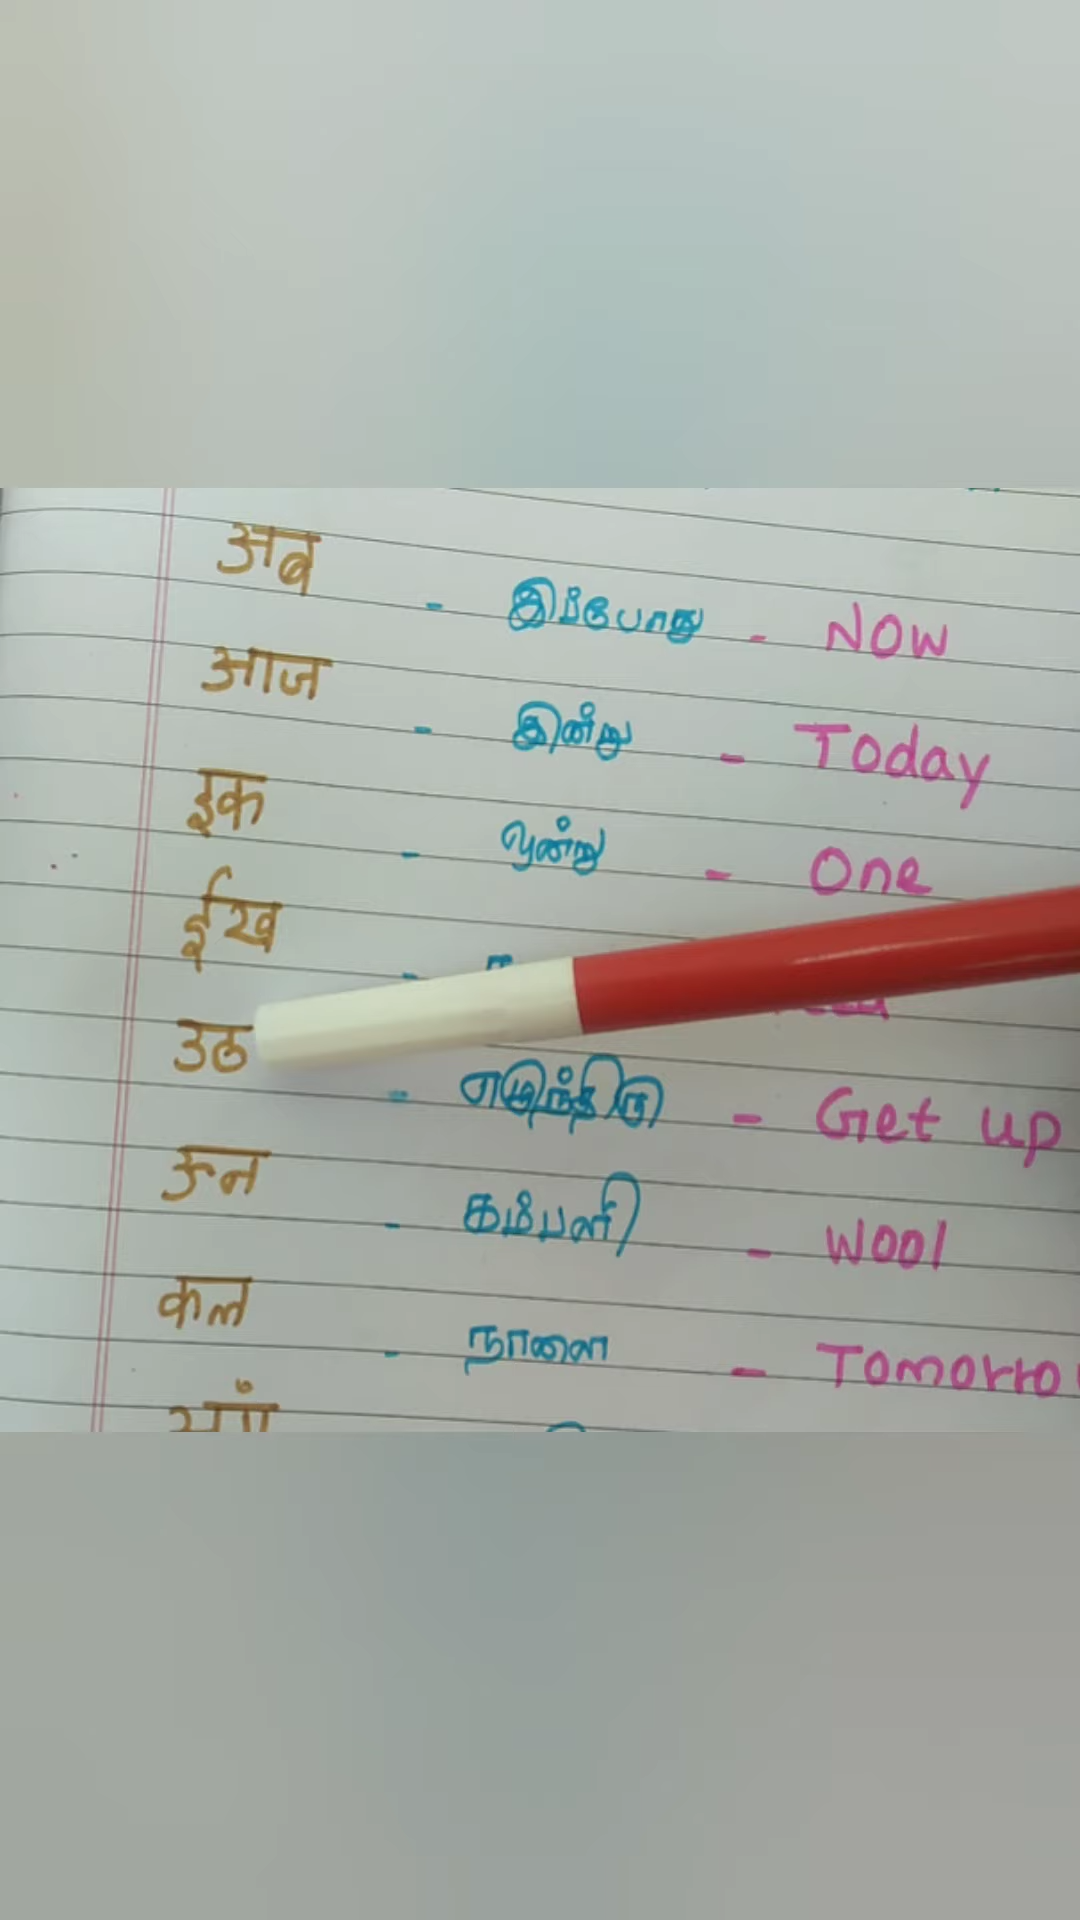 अब - இப்போது - NOW
आज - இன்று - Today
इक - ஒன்று - One
ईख -
उठ - எழுந்திரு - Get up
ऊन - கம்பளி - Wool
कल - நாளை - Tomorro